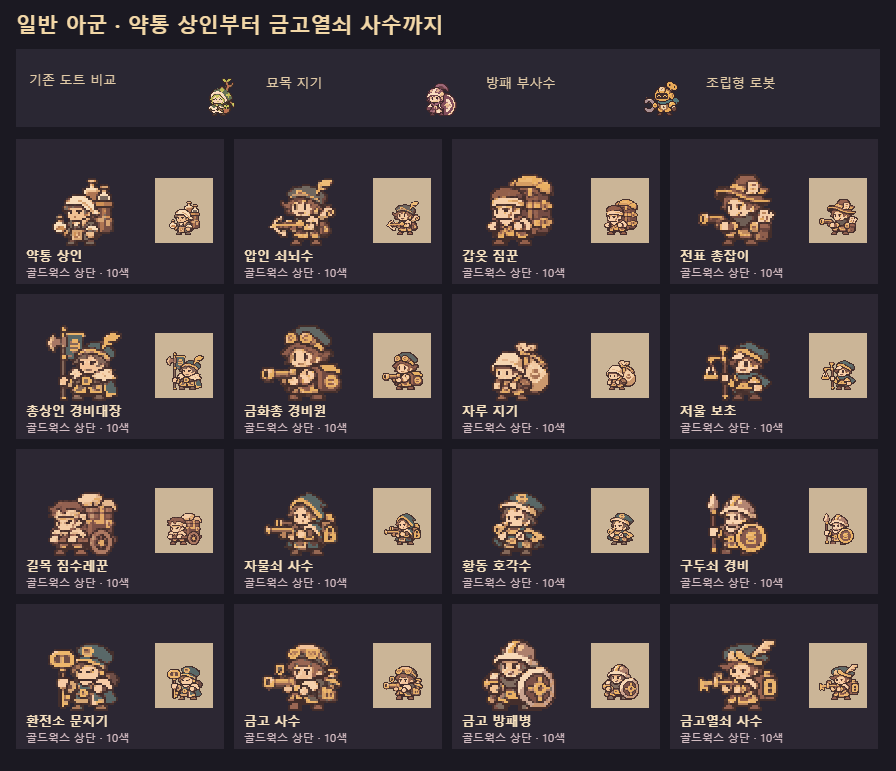 일반 아군 · 약통 상인부터 금고열쇠 사수까지
기존 도트 비교
묘목 지기
방패 부사수
조립형 로봇
약통 상인
골드웍스 상단 · 10색
압인 쇠뇌수
골드웍스 상단 · 10색
갑옷 짐꾼
골드웍스 상단 · 10색
전표 총잡이
골드웍스 상단 · 10색
총상인 경비대장
골드웍스 상단 · 10색
금화총 경비원
골드웍스 상단 · 10색
자루 지기
골드웍스 상단 · 10색
저울 보초
골드웍스 상단 · 10색
길목 짐수레꾼
골드웍스 상단 · 10색
자물쇠 사수
골드웍스 상단 · 10색
황동 호각수
골드웍스 상단 · 10색
구두쇠 경비
골드웍스 상단 · 10색
환전소 문지기
골드웍스 상단 · 10색
금고 사수
골드웍스 상단 · 10색
금고 방패병
골드웍스 상단 · 10색
금고열쇠 사수
골드웍스 상단 · 10색